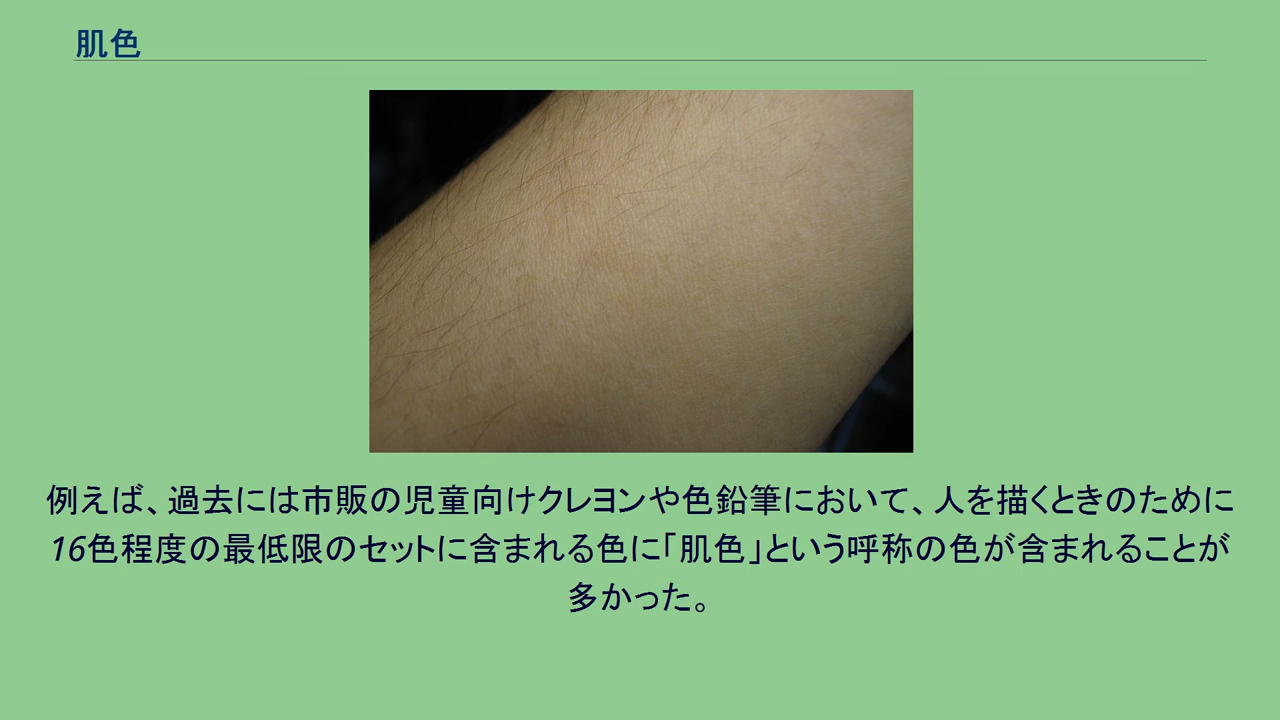 肌色
例えば、過去には市販の児童向けクレヨンや色鉛筆において、人を描くときのために
16色程度の最低限のセットに含まれる色に「肌色」という呼称の色が含まれることが
多かった。